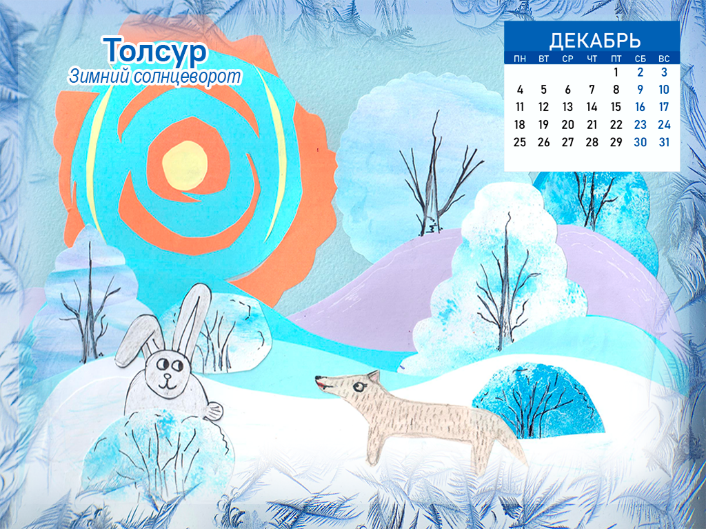 Толсур
Зимний солнцеворот
ДЕКАБРЬ
ПН ВТ СР ЧТ ПТ СБ ВС
1 2 3
4 5 6 7 8 9 10
11 12 13 14 15 16 17
18 19 20 21 22 23 24
25 26 27 28 29 30 31